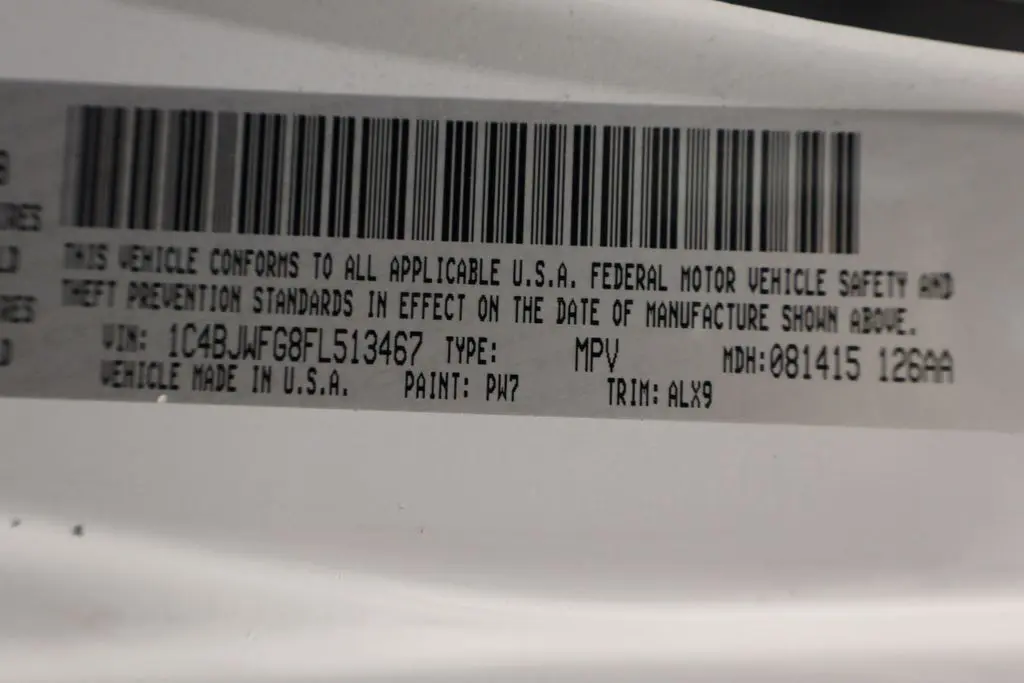 THIS VEHICLE CONFORMS TO ALL APPLICABLE U.S.A. FEDERAL MOTOR VEHICLE SAFETY AND
THEFT PREVENTION STANDARDS IN EFFECT ON THE DATE OF MANUFACTURE SHOWN ABOVE.
VIN: 1C4BJWFG8FL513467 TYPE: MPV MDH:081415 126AA
VEHICLE MADE IN U.S.A. PAINT: PW7 TRIM: ALX9